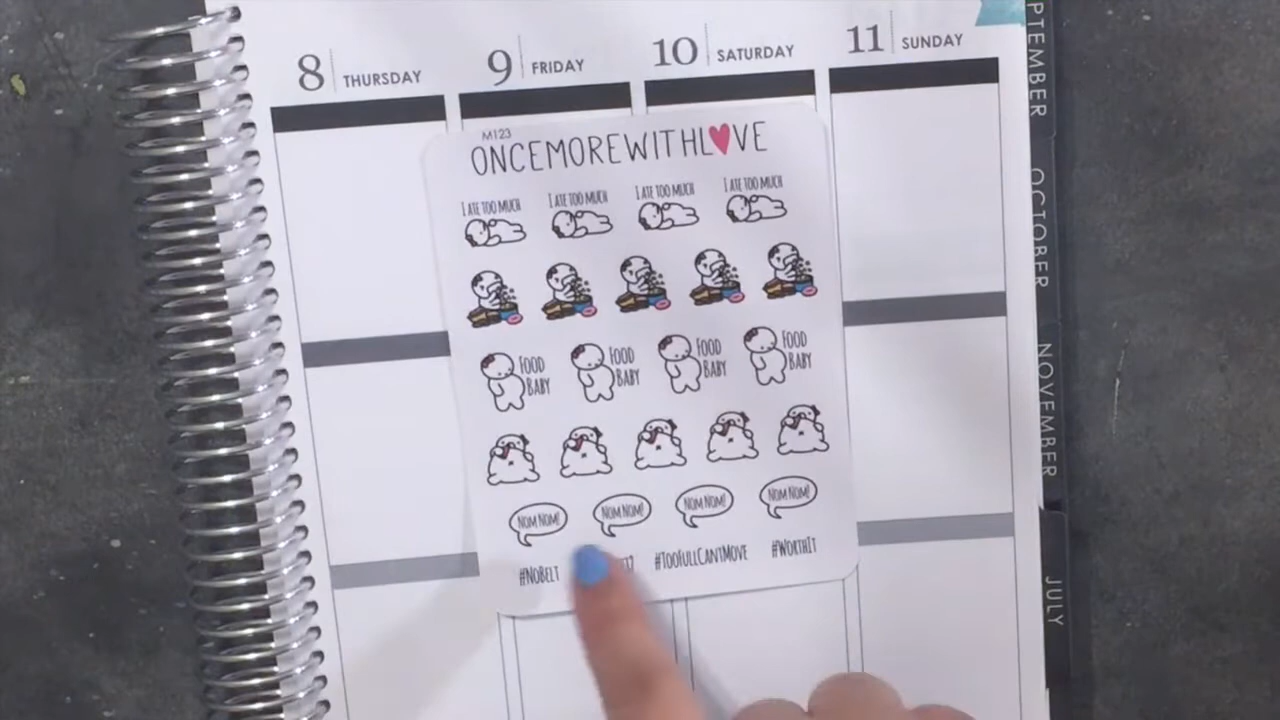 8 THURSDAY 9 FRIDAY 10 SATURDAY 11 SUNDAY
M123
ONCEMOREWITHLVE
I ATE TOO MUCH I ATE TOO MUCH I ATE TOO MUCH I ATE TOO MUCH
FOOD BABY FOOD BABY FOOD BABY FOOD BABY
NOM NOM! NOM NOM! NOM NOM! NOM NOM!
#NOBELT #TOOFULLCANTMOVE #WORTHIT
PTEMBER
OCTOBER
NOVEMBER
JULY